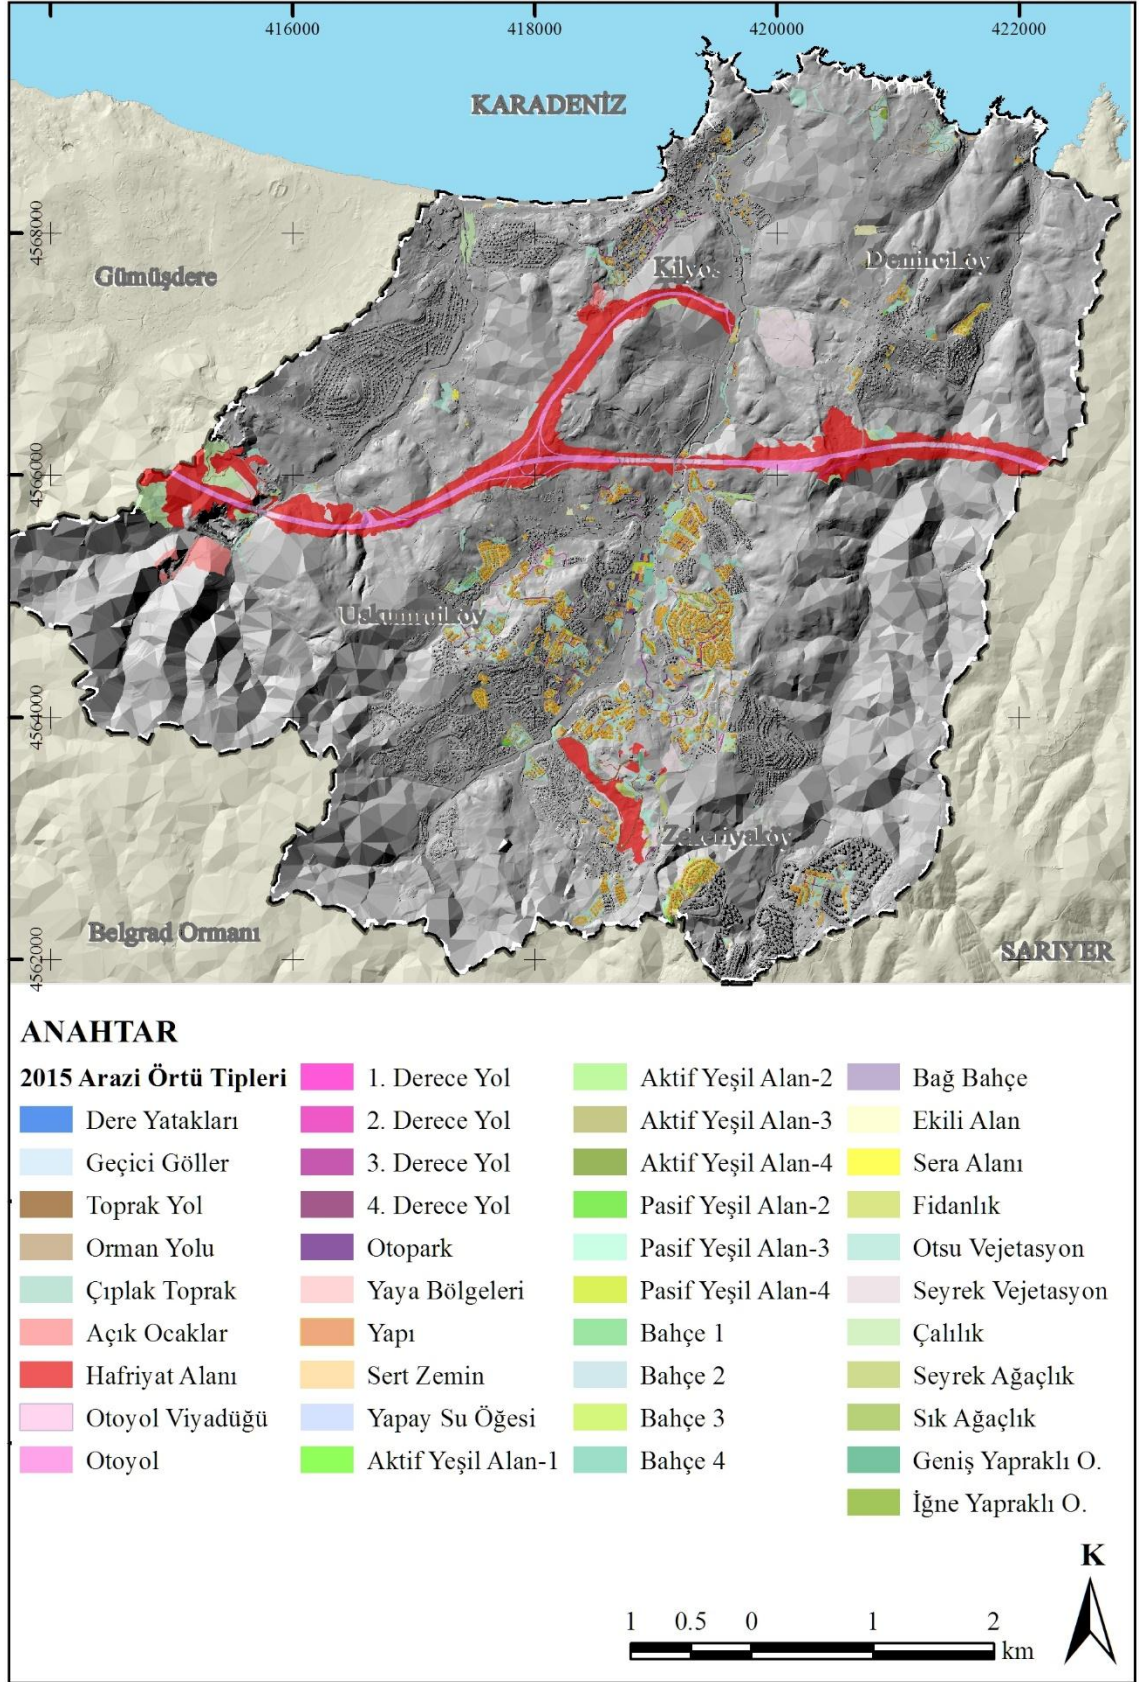 416000 418000 420000 422000
KARADENİZ
4568000
Gümüşdere
Kilyos
Demirciköy
4566000
Uskumruköy
4564000
Zekeriyaköy
Belgrad Ormanı
SARIYER
4562000
ANAHTAR
2015 Arazi Örtü Tipleri
Dere Yatakları
Geçici Göller
Toprak Yol
Orman Yolu
Çıplak Toprak
Açık Ocaklar
Hafriyat Alanı
Otoyol Viyadüğü
Otoyol
1. Derece Yol
2. Derece Yol
3. Derece Yol
4. Derece Yol
Otopark
Yaya Bölgeleri
Yapı
Sert Zemin
Yapay Su Öğesi
Aktif Yeşil Alan-1
Aktif Yeşil Alan-2
Aktif Yeşil Alan-3
Aktif Yeşil Alan-4
Pasif Yeşil Alan-2
Pasif Yeşil Alan-3
Pasif Yeşil Alan-4
Bahçe 1
Bahçe 2
Bahçe 3
Bahçe 4
Bağ Bahçe
Ekili Alan
Sera Alanı
Fidanlık
Otsu Vejetasyon
Seyrek Vejetasyon
Çalılık
Seyrek Ağaçlık
Sık Ağaçlık
Geniş Yapraklı O.
İğne Yapraklı O.
K
1 0.5 0 1 2
km